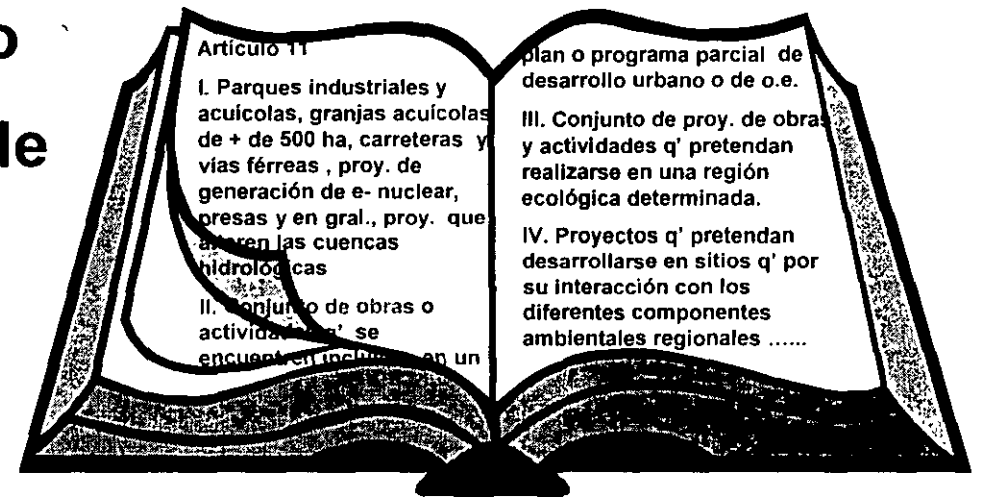 o
de
Artículo 11
I. Parques industriales y
acuícolas, granjas acuícolas
de + de 500 ha, carreteras y
vías férreas , proy. de
generación de e- nuclear,
presas y en gral., proy. que
alteren las cuencas
hidrológicas
II. Conjunto de obras o
actividades q' se
encuentren incluidas en un
plan o programa parcial de
desarrollo urbano o de o.e.
III. Conjunto de proy. de obras
y actividades q' pretendan
realizarse en una región
ecológica determinada.
IV. Proyectos q' pretendan
desarrollarse en sitios q' por
su interacción con los
diferentes componentes
ambientales regionales ......